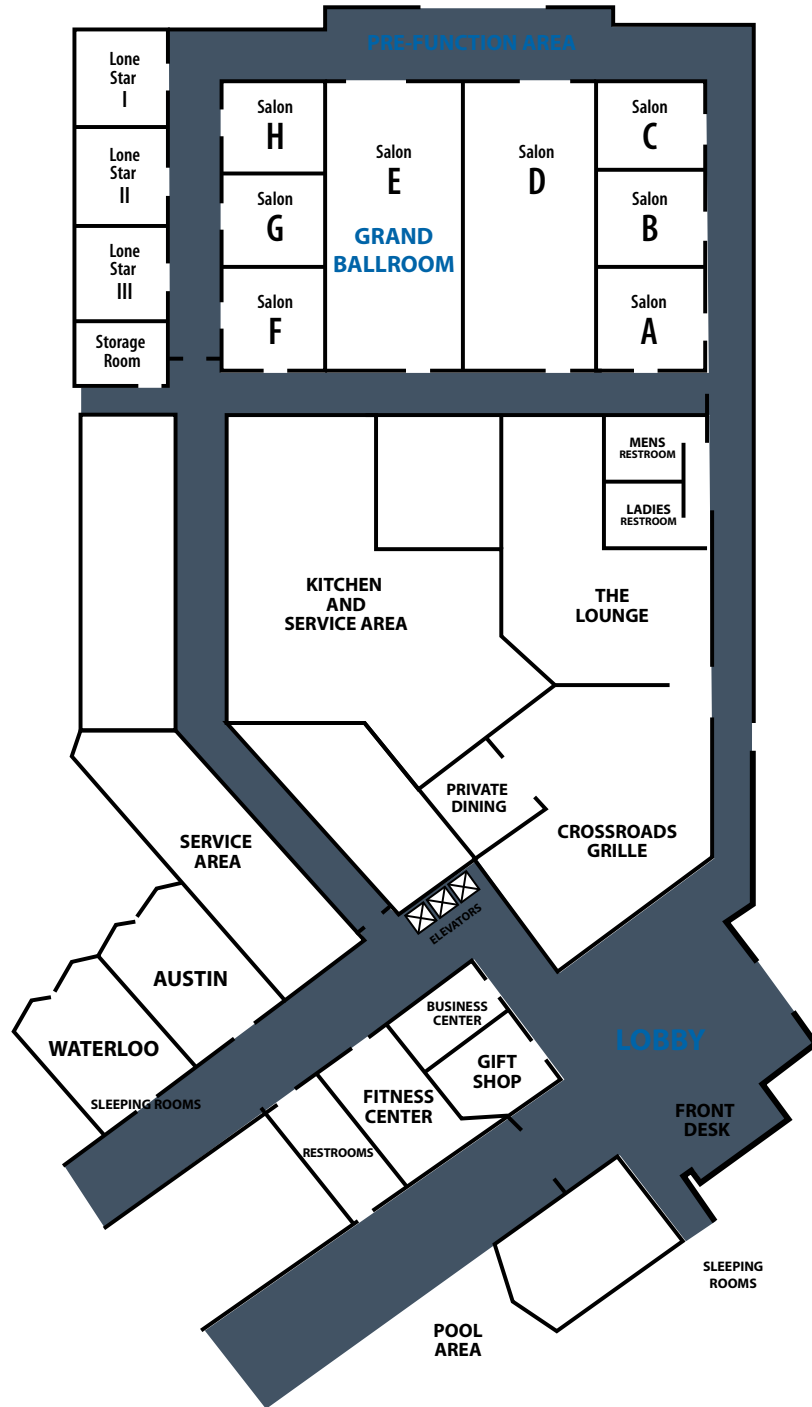 PRE-FUNCTION AREA
Lone
Star
I
Lone
Star
II
Lone
Star
III
Storage
Room
Salon
H
Salon
G
Salon
F
Salon
E
GRAND
BALLROOM
Salon
D
Salon
C
Salon
B
Salon
A
MENS
RESTROOM
LADIES
RESTROOM
KITCHEN
AND
SERVICE AREA
THE
LOUNGE
PRIVATE
DINING
CROSSROADS
GRILLE
SERVICE
AREA
ELEVATORS
AUSTIN
WATERLOO
SLEEPING ROOMS
BUSINESS
CENTER
GIFT
SHOP
FITNESS
CENTER
RESTROOMS
LOBBY
FRONT
DESK
SLEEPING
ROOMS
POOL
AREA